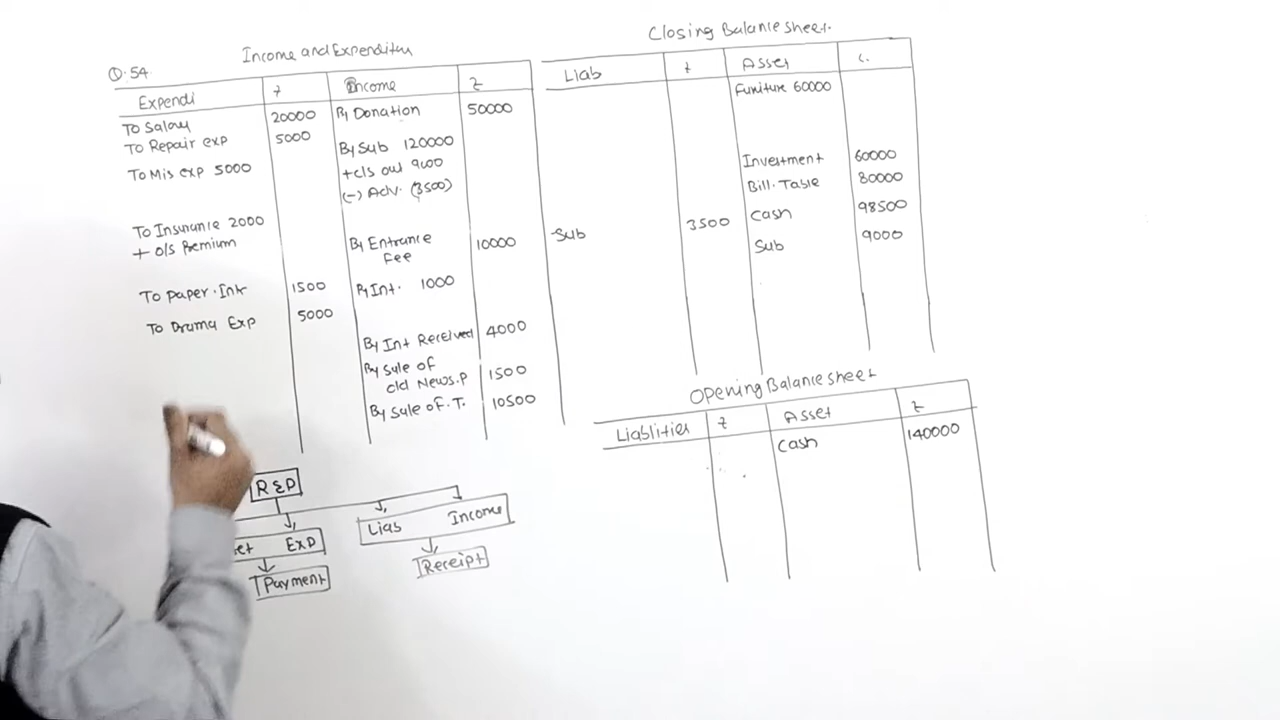 Q.54
Income and Expenditu
Expendi ₹ Income ₹
To Salary 20000 By Donation 50000
To Repair exp 5000
By Sub 120000
To Mis exp 5000 +c/s out 9000
(-) Adv. (3500)
To Insurance 2000
+ o/s Premium
By Entrance 10000
Fee
To Paper.Ink 1500 By Int. 1000
To Drama Exp 5000
By Int Received 4000
By Sale of
old News.P 1500
By Sale of.T. 10500
Closing Balance sheet.
Liab ₹ Asset
Funiture 60000
Investment 60000
Bill.Table 80000
Cash 98500
Sub 3500
Sub 9000
Opening Balance sheet
Liablities ₹ Asset ₹
Cash 140000
R & P
et Exp
Payment
Lias Income
Receipt